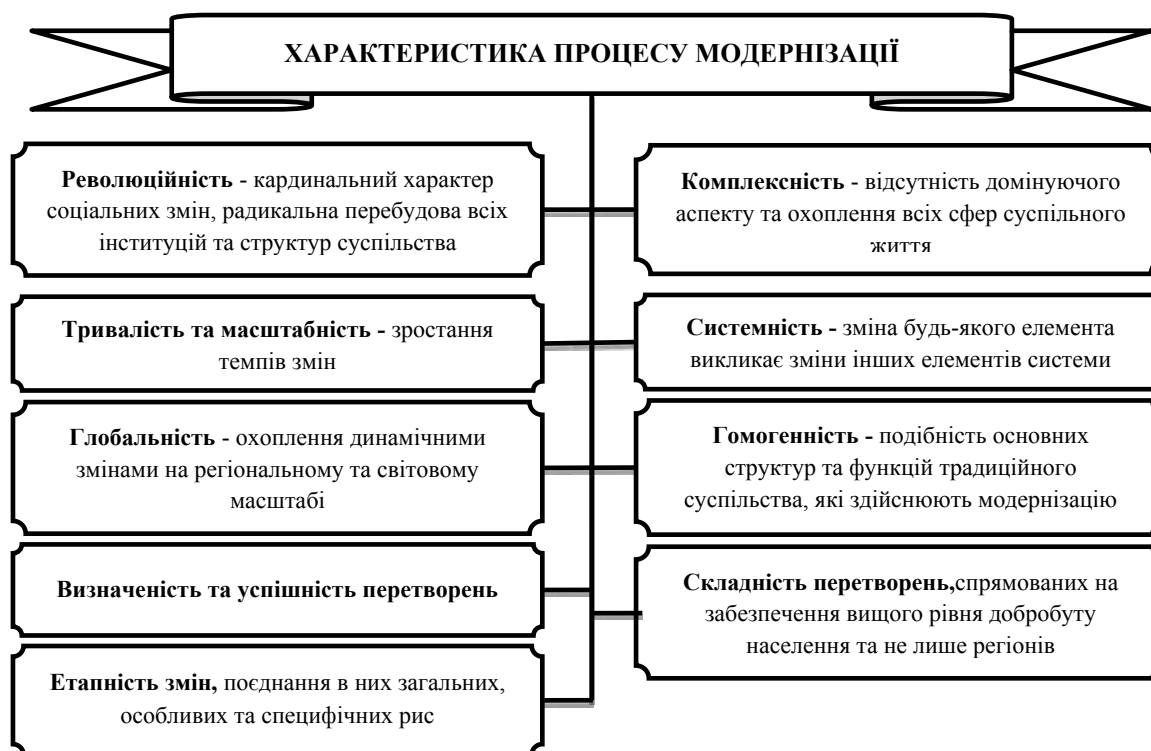 ХАРАКТЕРИСТИКА ПРОЦЕСУ МОДЕРНІЗАЦІЇ
Революційність - кардинальний характер
соціальних змін, радикальна перебудова всіх
інституцій та структур суспільства
Тривалість та масштабність - зростання
темпів змін
Глобальність - охоплення динамічними
змінами на регіональному та світовому
масштабі
Визначеність та успішність перетворень
Етапність змін, поєднання в них загальних,
особливих та специфічних рис
Комплексність - відсутність домінуючого
аспекту та охоплення всіх сфер суспільного
життя
Системність - зміна будь-якого елемента
викликає зміни інших елементів системи
Гомогенність - подібність основних
структур та функцій традиційного
суспільства, які здійснюють модернізацію
Складність перетворень,спрямованих на
забезпечення вищого рівня добробуту
населення та не лише регіонів